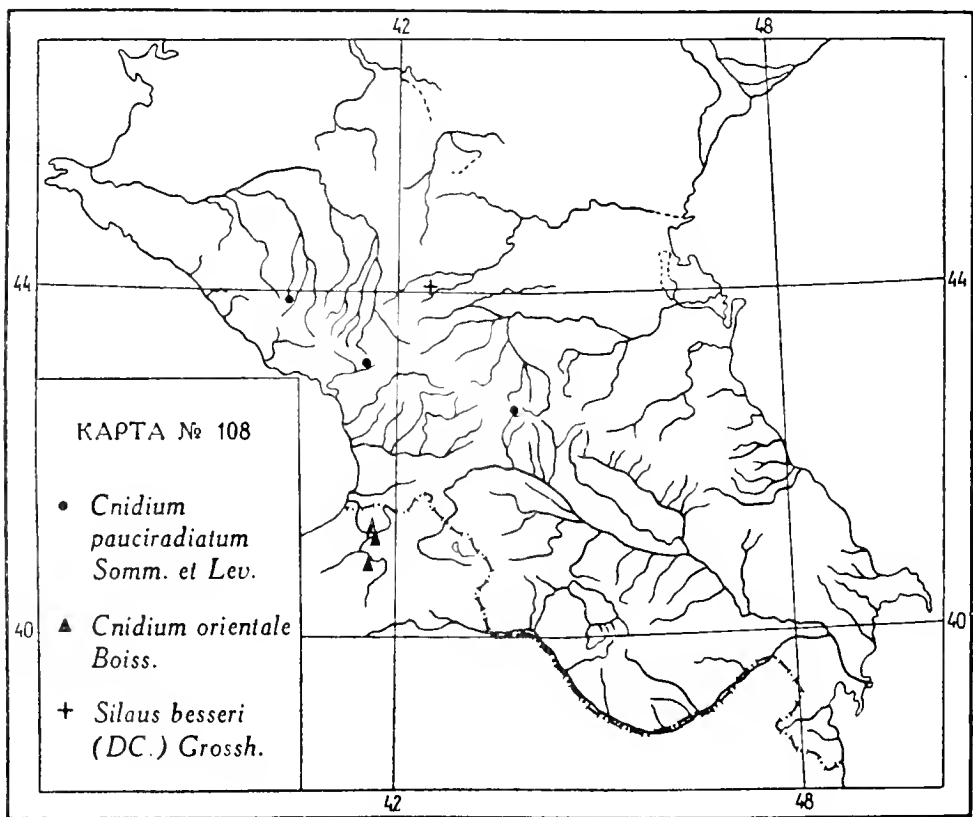 42 48
44 44
КАРТА № 108
Cnidium
pauciradiatum
Somm. et Lev.
Cnidium orientale
Boiss.
Silaus besseri
(DC.) Grossh.
40 40
42 48